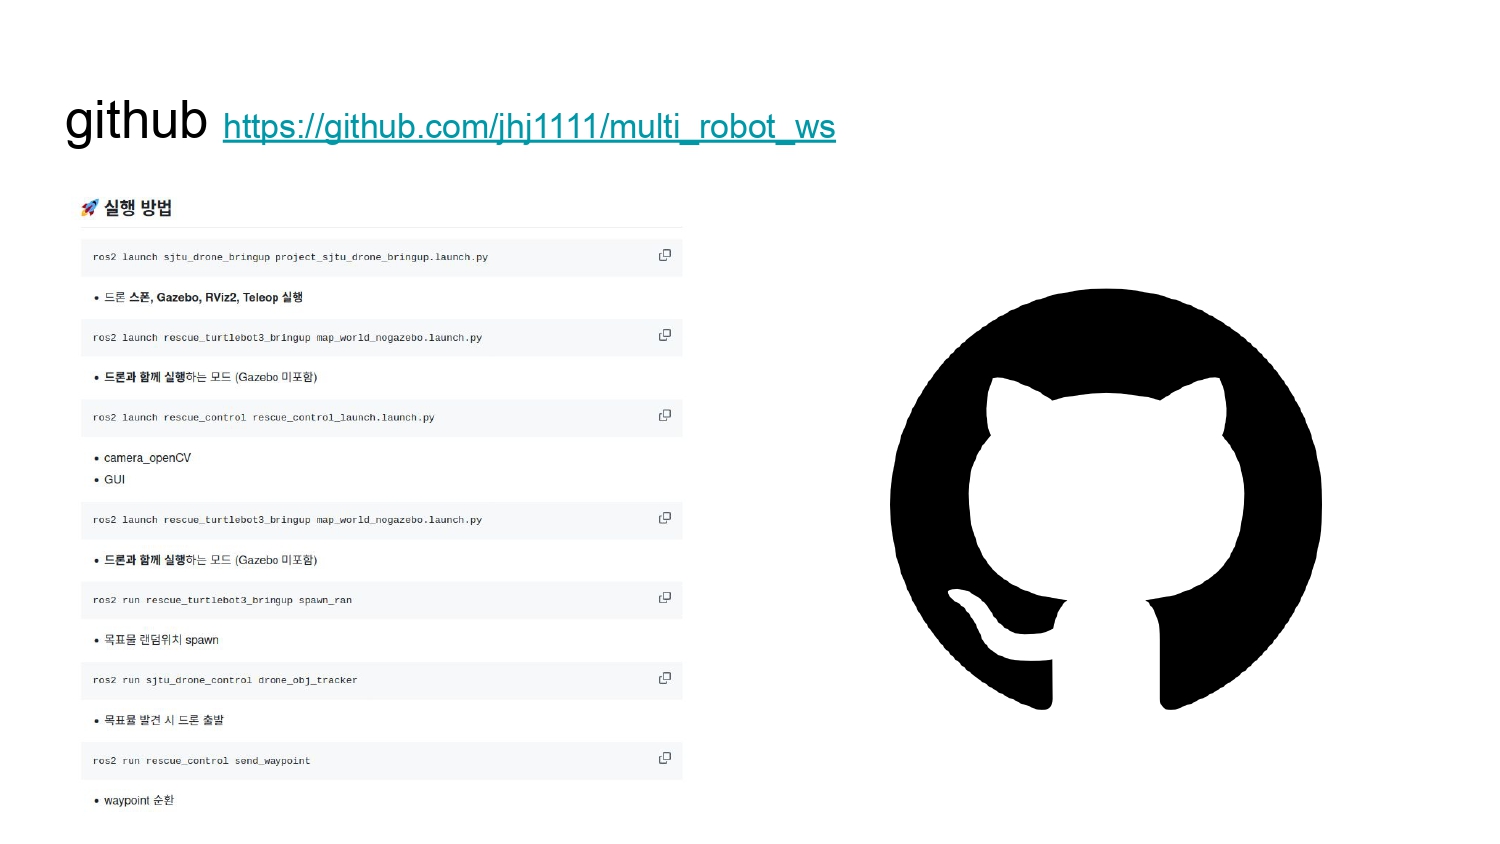 github https://github.com/jhj1111/multi_robot_ws
🚀 실행 방법
ros2 launch sjtu_drone_bringup project_sjtu_drone_bringup.launch.py
• 드론 스폰, Gazebo, RViz2, Teleop 실행
ros2 launch rescue_turtlebot3_bringup map_world_nogazebo.launch.py
• 드론과 함께 실행하는 모드 (Gazebo 미포함)
ros2 launch rescue_control rescue_control_launch.launch.py
• camera_openCV
• GUI
ros2 launch rescue_turtlebot3_bringup map_world_nogazebo.launch.py
• 드론과 함께 실행하는 모드 (Gazebo 미포함)
ros2 run rescue_turtlebot3_bringup spawn_ran
• 목표물 랜덤위치 spawn
ros2 run sjtu_drone_control drone_obj_tracker
• 목표뮬 발견 시 드론 출발
ros2 run rescue_control send_waypoint
• waypoint 순환